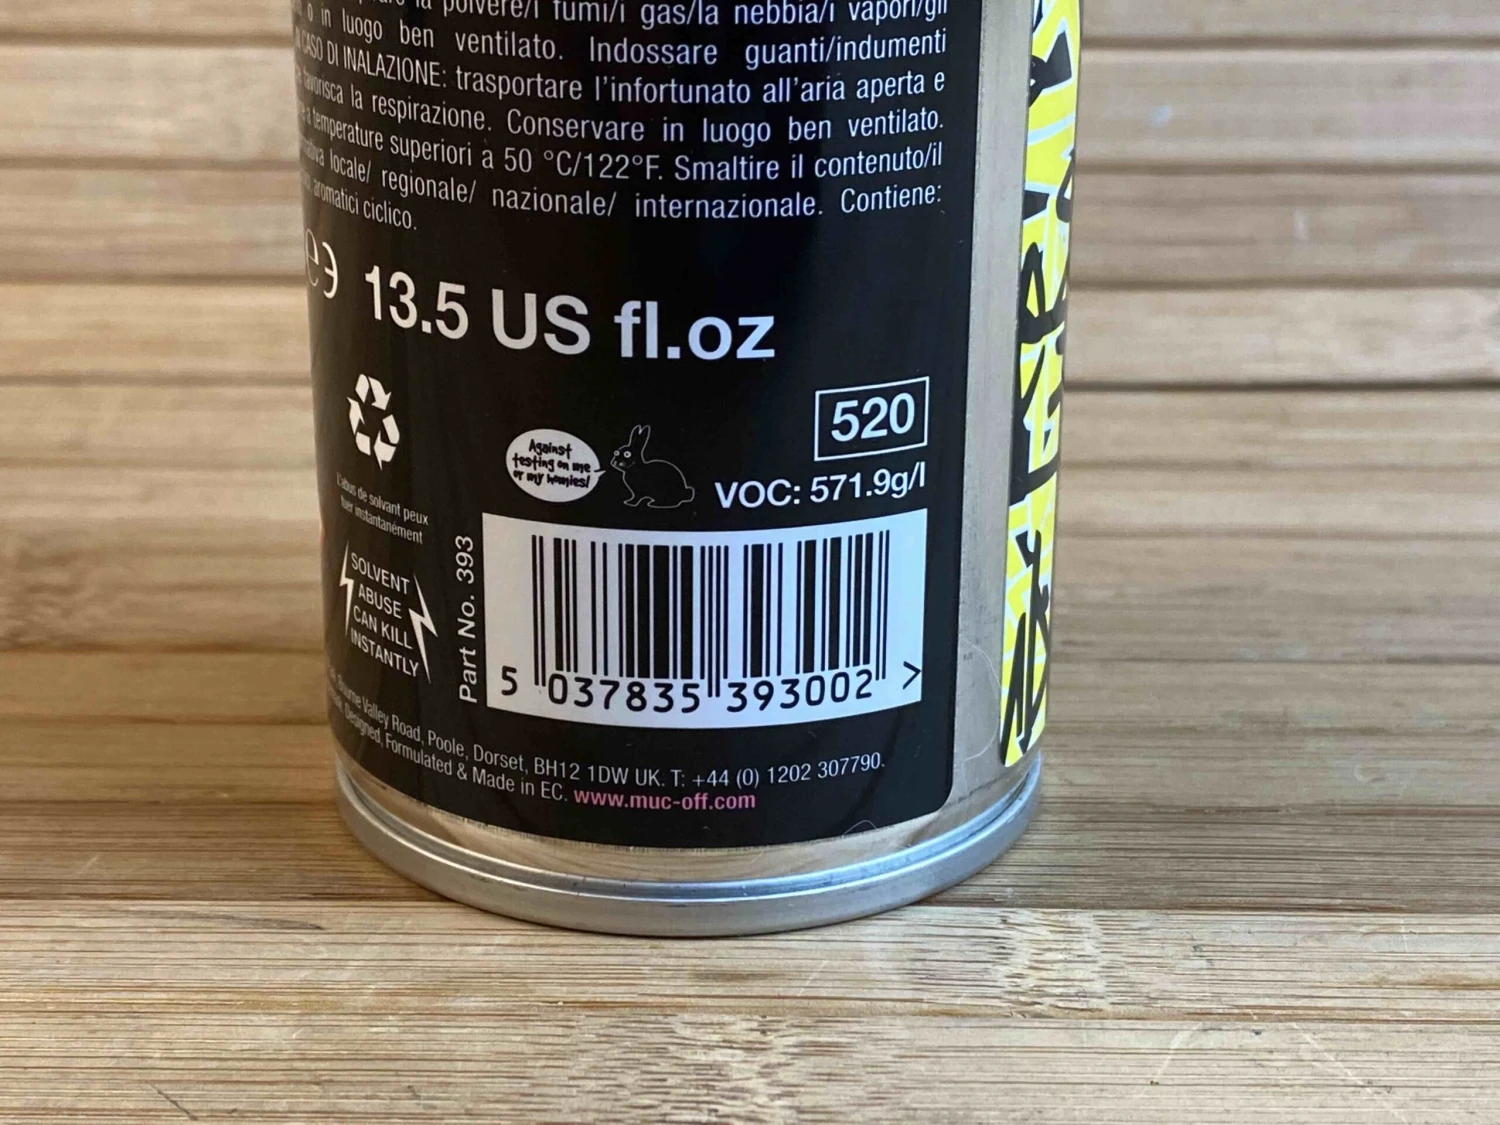 la polvere/i fumi/i gas/la nebbia/i vapori/gli
o in luogo ben ventilato. Indossare guanti/indumenti
CASO DI INALAZIONE: trasportare l'infortunato all'aria aperta e
favorisca la respirazione. Conservare in luogo ben ventilato.
a temperature superiori a 50 °C/122°F. Smaltire il contenuto/il
locale/ regionale/ nazionale/ internazionale. Contiene:
aromatici ciclico.
e 13.5 US fl.oz
520
Against
testing on me
or my homies!
VOC: 571.9g/l
L'abus de solvant peux
tuer instantanément
SOLVENT
ABUSE
CAN KILL
INSTANTLY
Part No. 393
5 037835 393002 >
Bourne Valley Road, Poole, Dorset, BH12 1DW UK. T: +44 (0) 1202 307790.
Designed, Formulated & Made in EC. www.muc-off.com